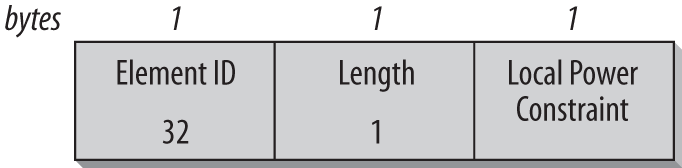 bytes 1 1 1
Element ID Length Local Power
Constraint
32 1